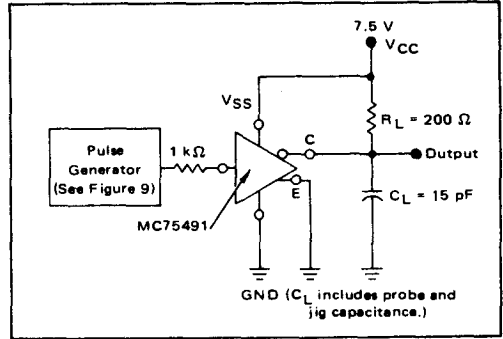 7.5 V
VCC
VSS
RL = 200 Ω
Pulse
Generator
(See Figure 9)
1 kΩ
C
Output
E
CL = 15 pF
MC75491
GND (CL includes probe and
jig capacitance.)